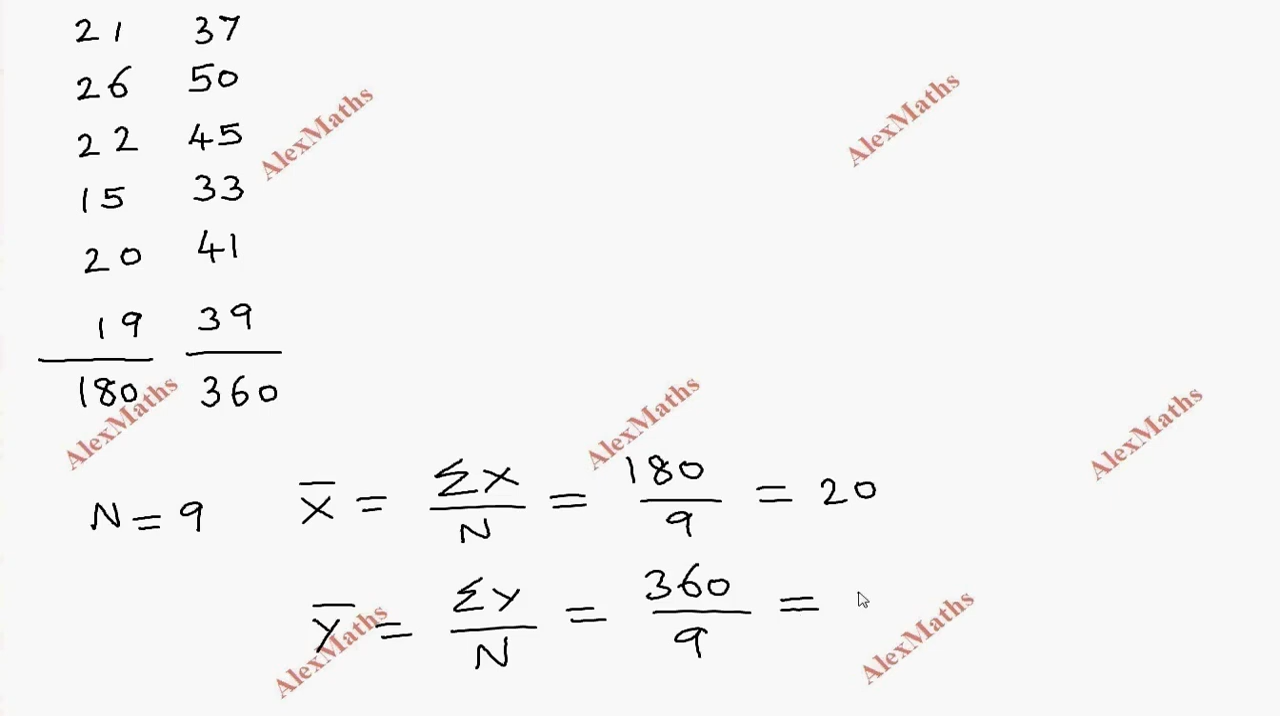 21 37
26 50
AlexMaths AlexMaths
22 45
15 33
20 41
19 39
180 360
AlexMaths AlexMaths AlexMaths
N = 9 X̅ = ΣX/N = 180/9 = 20
Y̅ = ΣY/N = 360/9 =
AlexMaths AlexMaths